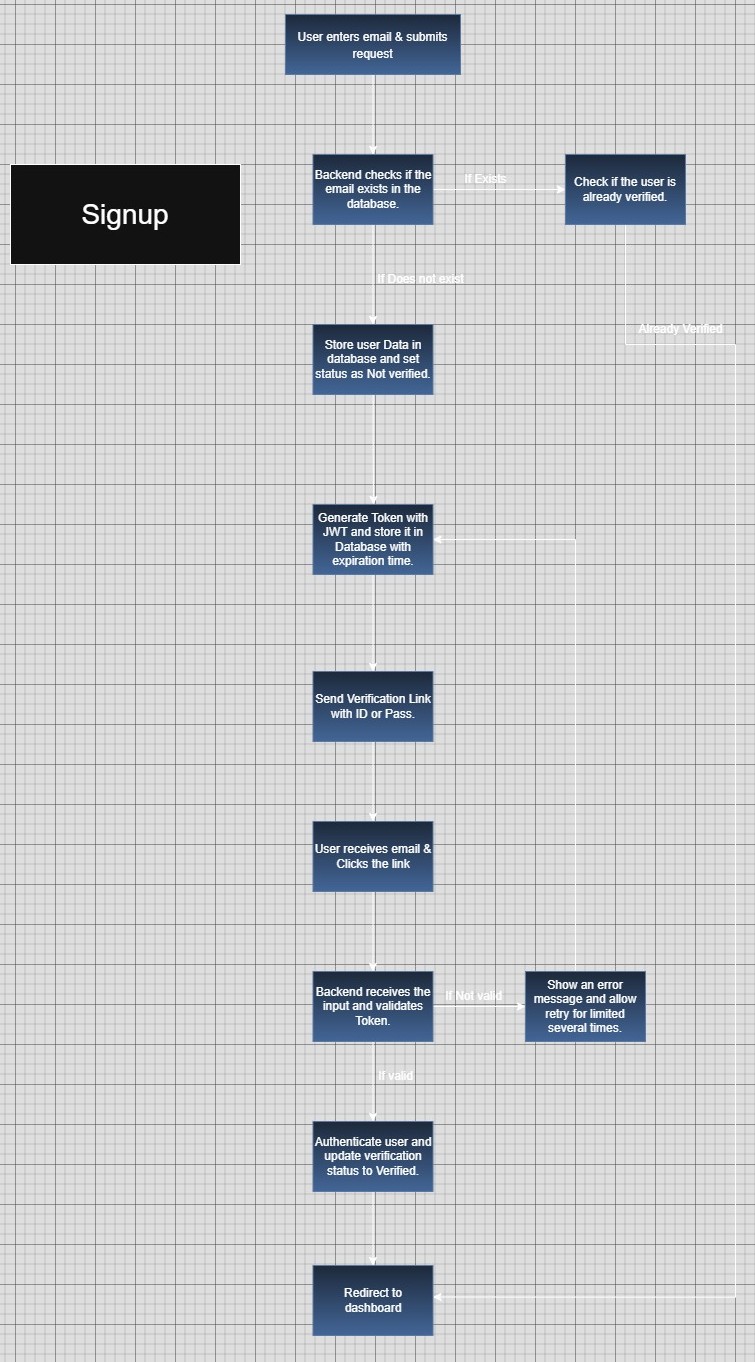 User enters email & submits
request
Backend checks if the
email exists in the
database.
If Exists
Check if the user is
already verified.
Signup
If Does not exist
Already Verified
Store user Data in
database and set
status as Not verified.
Generate Token with
JWT and store it in
Database with
expiration time.
Send Verification Link
with ID or Pass.
User receives email &
Clicks the link
Backend receives the
input and validates
Token.
If Not valid
Show an error
message and allow
retry for limited
several times.
If valid
Authenticate user and
update verification
status to Verified.
Redirect to
dashboard